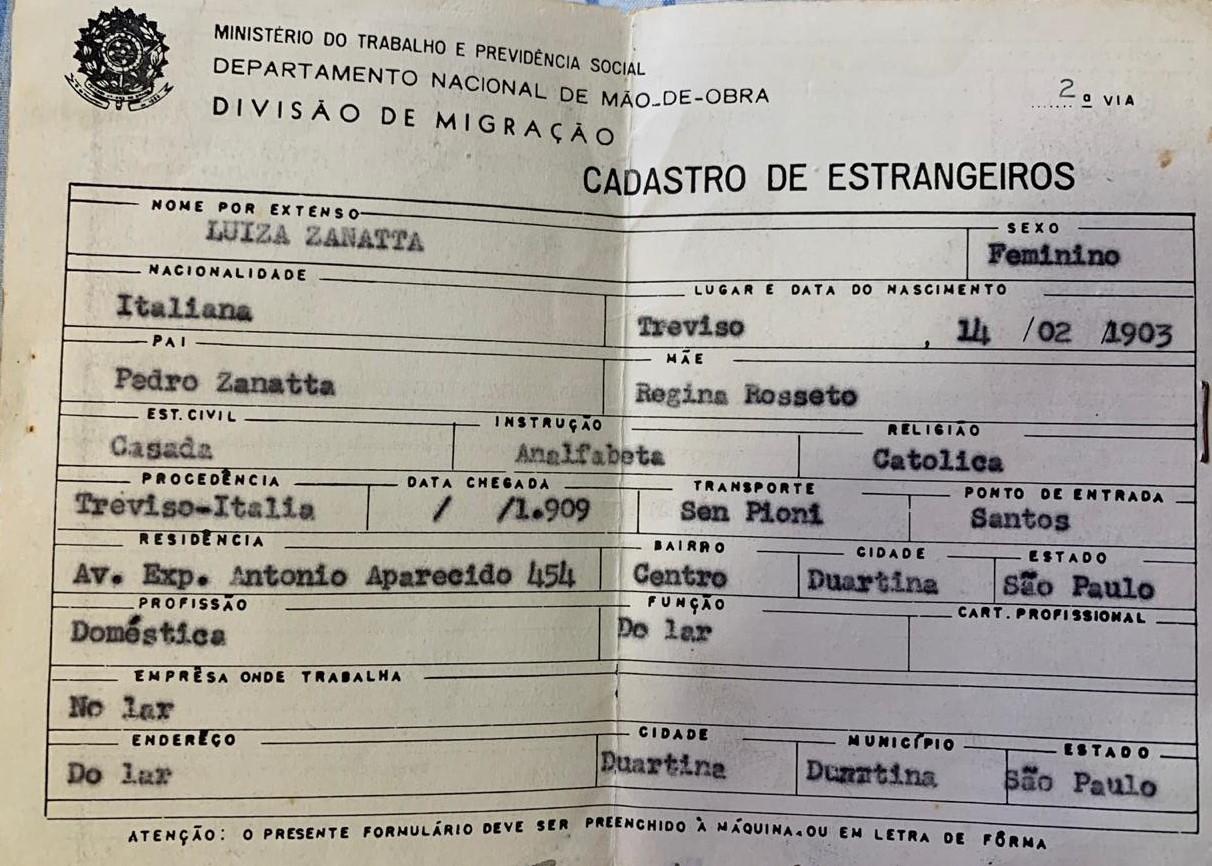 MINISTÉRIO DO TRABALHO E PREVIDÊNCIA SOCIAL
DEPARTAMENTO NACIONAL DE MÃO-DE-OBRA
DIVISÃO DE MIGRAÇÃO
2ª VIA
CADASTRO DE ESTRANGEIROS
NOME POR EXTENSO SEXO
LUIZA ZANATTA Feminino
NACIONALIDADE LUGAR E DATA DO NASCIMENTO
Italiana Treviso , 14 /02 /1903
PAI MÃE
Pedro Zanatta Regina Rosseto
EST. CIVIL INSTRUÇÃO RELIGIÃO
Casada Analfabeta Catolica
PROCEDÊNCIA DATA CHEGADA TRANSPORTE PONTO DE ENTRADA
Treviso-Italia / /1.909 Sen Pioni Santos
RESIDÊNCIA BAIRRO CIDADE ESTADO
Av. Exp. Antonio Aparecido 454 Centro Duartina São Paulo
PROFISSÃO FUNÇÃO CART. PROFISSIONAL
Doméstica Do lar
EMPRÊSA ONDE TRABALHA
No lar
ENDERÊÇO CIDADE MUNICÍPIO ESTADO
Do lar Duartina Duartina São Paulo
ATENÇÃO: O PRESENTE FORMULÁRIO DEVE SER PREENCHIDO À MÁQUINA.OU EM LETRA DE FÔRMA